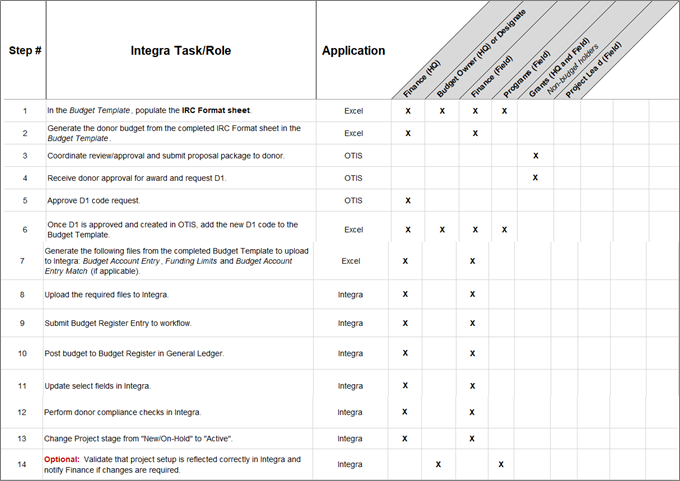 Step # Integra Task/Role Application
Finance (HQ)
Budget Owner (HQ) or Designate
Finance (Field)
Programs (Field)
Grants (HQ and Field)
Non-budget holders
Project Lead (Field)
1 In the Budget Template, populate the IRC Format sheet. Excel X X X X
2 Generate the donor budget from the completed IRC Format sheet in the
Budget Template. Excel X X
3 Coordinate review/approval and submit proposal package to donor. OTIS X
4 Receive donor approval for award and request D1. OTIS X
5 Approve D1 code request. OTIS X
6 Once D1 is approved and created in OTIS, add the new D1 code to the
Budget Template. Excel X X X X
7 Generate the following files from the completed Budget Template to upload
to Integra: Budget Account Entry, Funding Limits and Budget Account
Entry Match (if applicable). Excel X X
8 Upload the required files to Integra. Integra X X
9 Submit Budget Register Entry to workflow. Integra X X
10 Post budget to Budget Register in General Ledger. Integra X X
11 Update select fields in Integra. Integra X X
12 Perform donor compliance checks in Integra. Integra X X
13 Change Project stage from "New/On-Hold" to "Active". Integra X X
14 Optional: Validate that project setup is reflected correctly in Integra and
notify Finance if changes are required. Integra X X